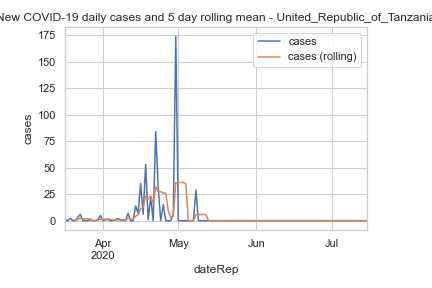 New COVID-19 daily cases and 5 day rolling mean - United_Republic_of_Tanzania
cases
cases (rolling)
175
150
125
100
75
50
25
0
cases
Apr
2020
May
Jun
Jul
dateRep